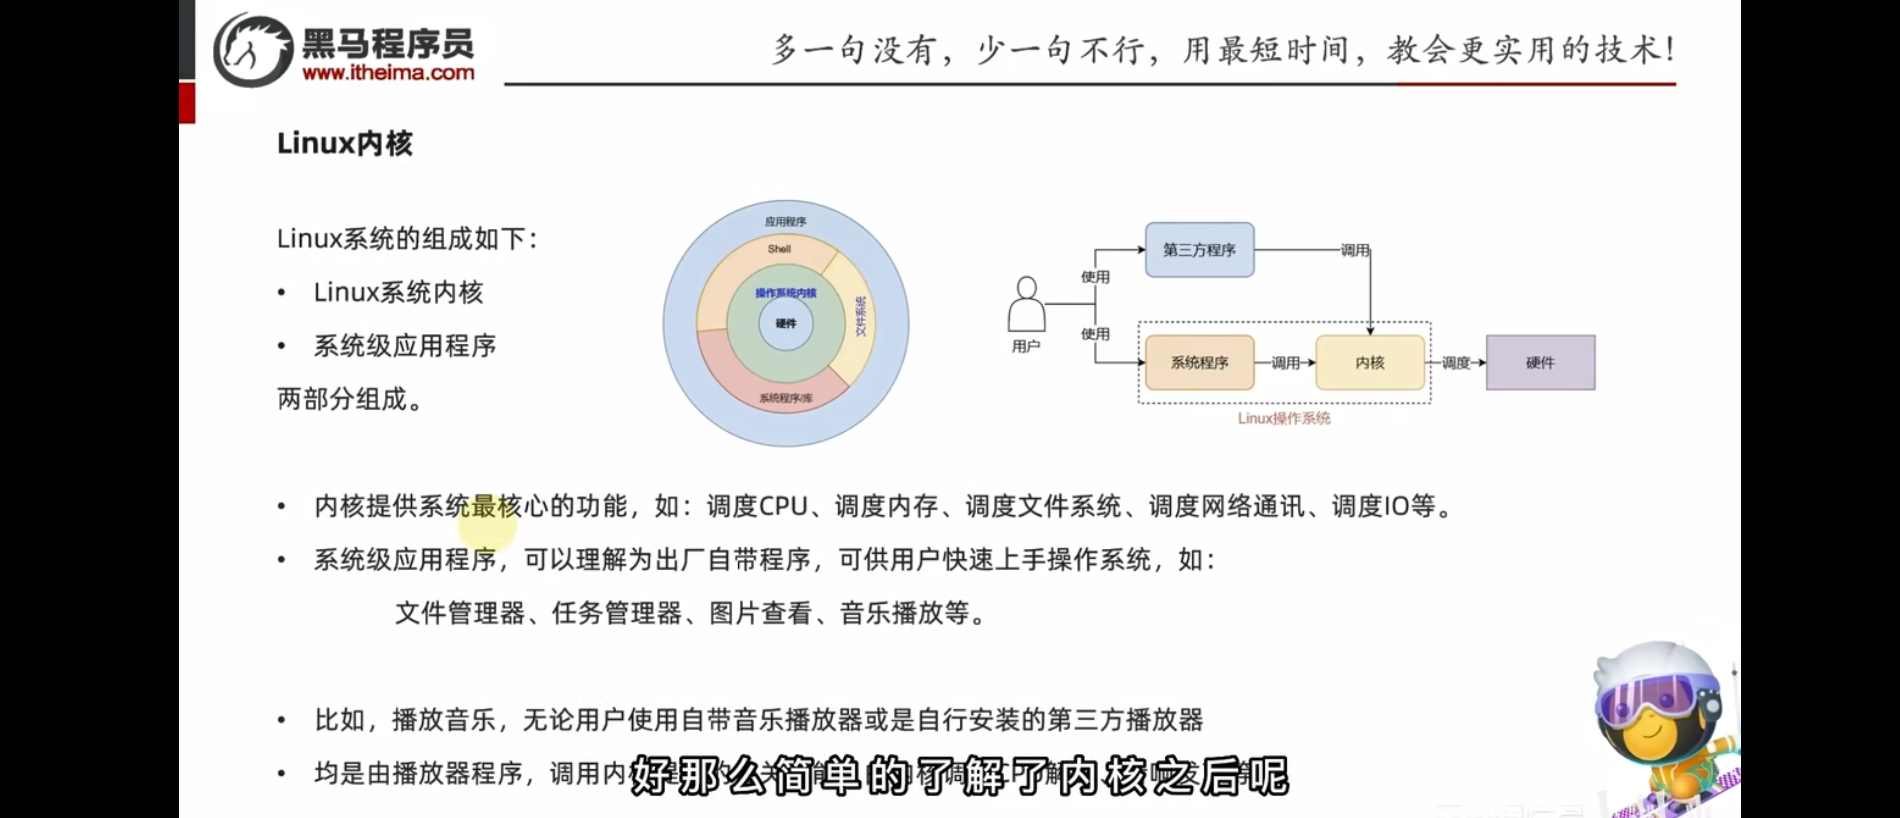 黑马程序员
www.itheima.com
多一句没有，少一句不行，用最短时间，教会更实用的技术！
Linux内核
Linux系统的组成如下：
• Linux系统内核
• 系统级应用程序
两部分组成。
应用程序
Shell
操作系统内核
硬件
文件系统
系统程序/库
第三方程序
调用
使用
用户
使用
系统程序
调用
内核
调度
硬件
Linux操作系统
• 内核提供系统最核心的功能，如：调度CPU、调度内存、调度文件系统、调度网络通讯、调度IO等。
• 系统级应用程序，可以理解为出厂自带程序，可供用户快速上手操作系统，如：
文件管理器、任务管理器、图片查看、音乐播放等。
• 比如，播放音乐，无论用户使用自带音乐播放器或是自行安装的第三方播放器
• 均是由播放器程序，调用内
好那么简单的了解了内核之后呢